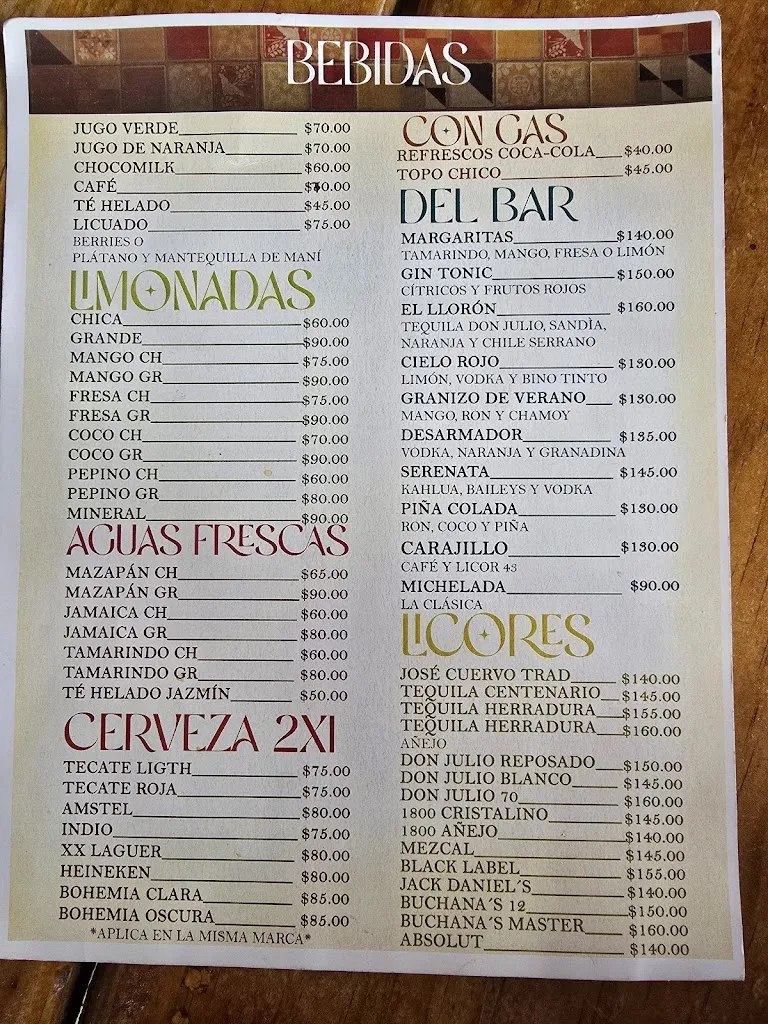 BEBIDAS
JUGO VERDE $70.00
JUGO DE NARANJA $70.00
CHOCOMILK $60.00
CAFÉ
TÉ HELADO $45.00
LICUADO $75.00
BERRIES O
PLÁTANO Y MANTEQUILLA DE MANÍ
LIMONADAS
CHICA $60.00
GRANDE $90.00
MANGO CH $75.00
MANGO GR $90.00
FRESA CH $75.00
FRESA GR $90.00
COCO CH $70.00
COCO GR $90.00
PEPINO CH $60.00
PEPINO GR $80.00
MINERAL $90.00
AGUAS FRESCAS
MAZAPÁN CH $65.00
MAZAPÁN GR $90.00
JAMAICA CH $60.00
JAMAICA GR $80.00
TAMARINDO CH $60.00
TAMARINDO GR $80.00
TÉ HELADO JAZMÍN $50.00
CERVEZA 2X1
TECATE LIGTH $75.00
TECATE ROJA $75.00
AMSTEL $80.00
INDIO $75.00
XX LAGUER $80.00
HEINEKEN $80.00
BOHEMIA CLARA $85.00
BOHEMIA OSCURA $85.00
*APLICA EN LA MISMA MARCA*
CON GAS
REFRESCOS COCA-COLA $40.00
TOPO CHICO $45.00
DEL BAR
MARGARITAS $140.00
TAMARINDO, MANGO, FRESA O LIMÓN
GIN TONIC $150.00
CÍTRICOS Y FRUTOS ROJOS
EL LLORÓN $160.00
TEQUILA DON JULIO, SANDÌA,
NARANJA Y CHILE SERRANO
CIELO ROJO $130.00
LIMÓN, VODKA Y BINO TINTO
GRANIZO DE VERANO $130.00
MANGO, RON Y CHAMOY
DESARMADOR $135.00
VODKA, NARANJA Y GRANADINA
SERENATA $145.00
KAHLUA, BAILEYS Y VODKA
PIÑA COLADA $130.00
RON, COCO Y PIÑA
CARAJILLO $130.00
CAFÉ Y LICOR 43
MICHELADA $90.00
LA CLÁSICA
LICORES
JOSÉ CUERVO TRAD $140.00
TEQUILA CENTENARIO $145.00
TEQUILA HERRADURA $155.00
TEQUILA HERRADURA $160.00
AÑEJO
DON JULIO REPOSADO $150.00
DON JULIO BLANCO $145.00
DON JULIO 70 $160.00
1800 CRISTALINO $145.00
1800 AÑEJO $140.00
MEZCAL $145.00
BLACK LABEL $155.00
JACK DANIEL´S $140.00
BUCHANA´S 12 $150.00
BUCHANA´S MASTER $160.00
ABSOLUT $140.00